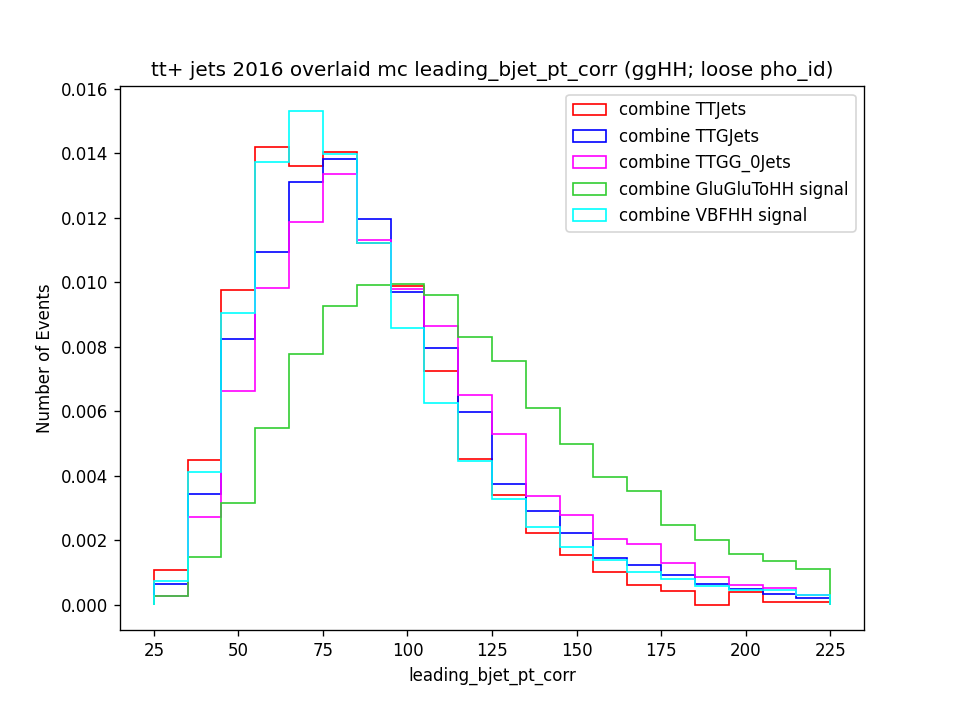 tt+ jets 2016 overlaid mc leading_bjet_pt_corr (ggHH; loose pho_id)
combine TTJets
combine TTGJets
combine TTGG_0Jets
combine GluGluToHH signal
combine VBFHH signal
Number of Events
0.016
0.014
0.012
0.010
0.008
0.006
0.004
0.002
0.000
25 50 75 100 125 150 175 200 225
leading_bjet_pt_corr